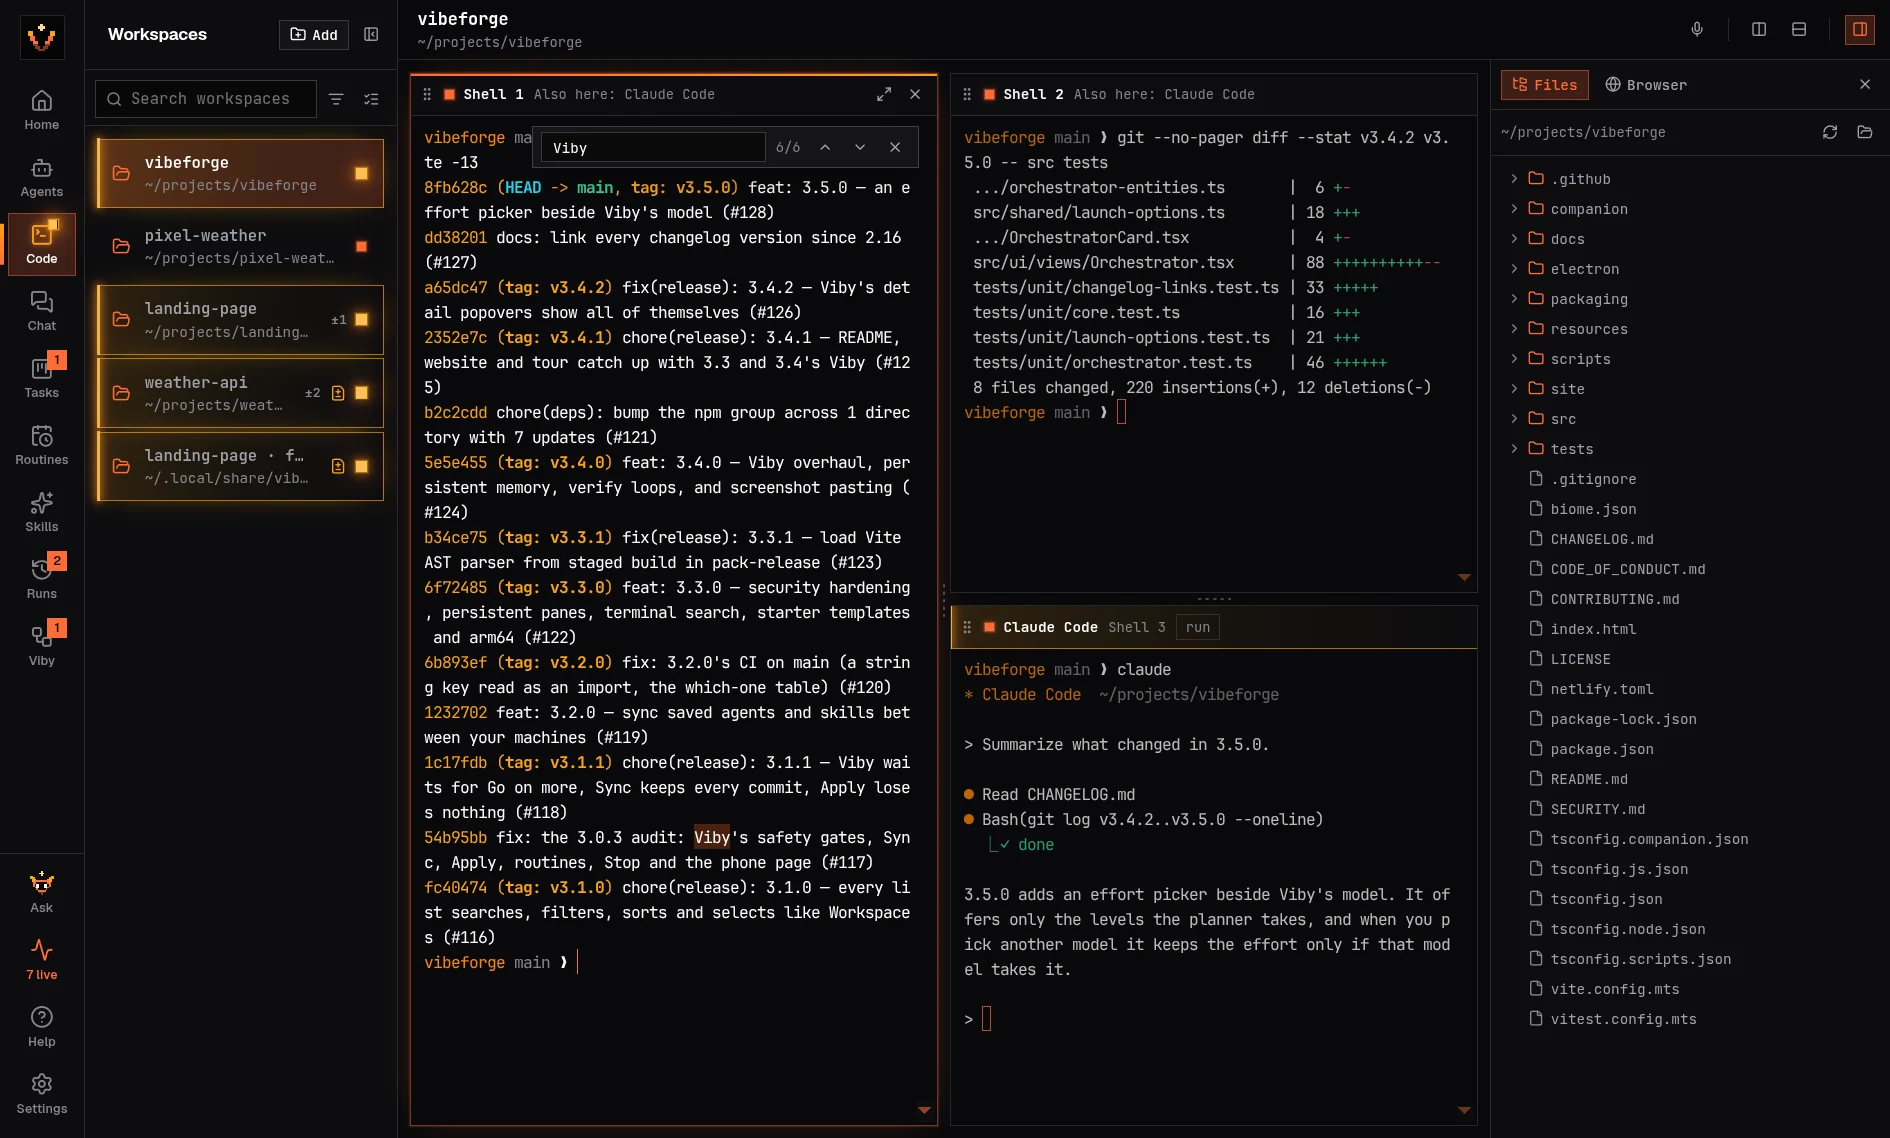 Home
Agents
Code
Chat
1
Tasks
Routines
Skills
2
Runs
1
Viby
Ask
7 live
Help
Settings
Workspaces
Add
Search workspaces
vibeforge
~/projects/vibeforge
pixel-weather
~/projects/pixel-weat…
landing-page
~/projects/landing…
±1
weather-api
~/projects/weat…
±2
landing-page · f…
~/.local/share/vib…
vibeforge
~/projects/vibeforge
Shell 1 Also here: Claude Code
Viby
6/6
vibeforge ma
te -13
8fb628c (HEAD -> main, tag: v3.5.0) feat: 3.5.0 — an e
ffort picker beside Viby's model (#128)
dd38201 docs: link every changelog version since 2.16
(#127)
a65dc47 (tag: v3.4.2) fix(release): 3.4.2 — Viby's det
ail popovers show all of themselves (#126)
2352e7c (tag: v3.4.1) chore(release): 3.4.1 — README,
website and tour catch up with 3.3 and 3.4's Viby (#12
5)
b2c2cdd chore(deps): bump the npm group across 1 direc
tory with 7 updates (#121)
5e5e455 (tag: v3.4.0) feat: 3.4.0 — Viby overhaul, per
sistent memory, verify loops, and screenshot pasting (
#124)
b34ce75 (tag: v3.3.1) fix(release): 3.3.1 — load Vite
AST parser from staged build in pack-release (#123)
6f72485 (tag: v3.3.0) feat: 3.3.0 — security hardening
, persistent panes, terminal search, starter templates
and arm64 (#122)
6b893ef (tag: v3.2.0) fix: 3.2.0's CI on main (a strin
g key read as an import, the which-one table) (#120)
1232702 feat: 3.2.0 — sync saved agents and skills bet
ween your machines (#119)
1c17fdb (tag: v3.1.1) chore(release): 3.1.1 — Viby wai
ts for Go on more, Sync keeps every commit, Apply lose
s nothing (#118)
54b95bb fix: the 3.0.3 audit: Viby's safety gates, Syn
c, Apply, routines, Stop and the phone page (#117)
fc40474 (tag: v3.1.0) chore(release): 3.1.0 — every li
st searches, filters, sorts and selects like Workspace
s (#116)
vibeforge main ❯
Shell 2 Also here: Claude Code
vibeforge main ❯ git --no-pager diff --stat v3.4.2 v3.
5.0 -- src tests
.../orchestrator-entities.ts | 6 +-
src/shared/launch-options.ts | 18 +++
.../OrchestratorCard.tsx | 4 +-
src/ui/views/Orchestrator.tsx | 88 ++++++++++--
tests/unit/changelog-links.test.ts | 33 +++++
tests/unit/core.test.ts | 16 +++
tests/unit/launch-options.test.ts | 21 +++
tests/unit/orchestrator.test.ts | 46 ++++++
8 files changed, 220 insertions(+), 12 deletions(-)
vibeforge main ❯
Claude Code Shell 3 run
vibeforge main ❯ claude
* Claude Code ~/projects/vibeforge
> Summarize what changed in 3.5.0.
● Read CHANGELOG.md
● Bash(git log v3.4.2..v3.5.0 --oneline)
⎿✓ done
3.5.0 adds an effort picker beside Viby's model. It of
fers only the levels the planner takes, and when you p
ick another model it keeps the effort only if that mod
el takes it.
>
Files
Browser
~/projects/vibeforge
.github
companion
docs
electron
packaging
resources
scripts
site
src
tests
.gitignore
biome.json
CHANGELOG.md
CODE_OF_CONDUCT.md
CONTRIBUTING.md
index.html
LICENSE
netlify.toml
package-lock.json
package.json
README.md
SECURITY.md
tsconfig.companion.json
tsconfig.js.json
tsconfig.json
tsconfig.node.json
tsconfig.scripts.json
vite.config.mts
vitest.config.mts